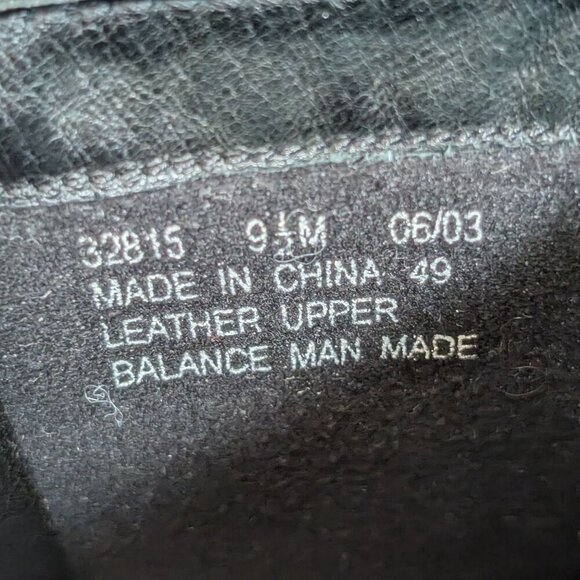 32815 9½M 06/03
MADE IN CHINA 49
LEATHER UPPER
BALANCE MAN MADE